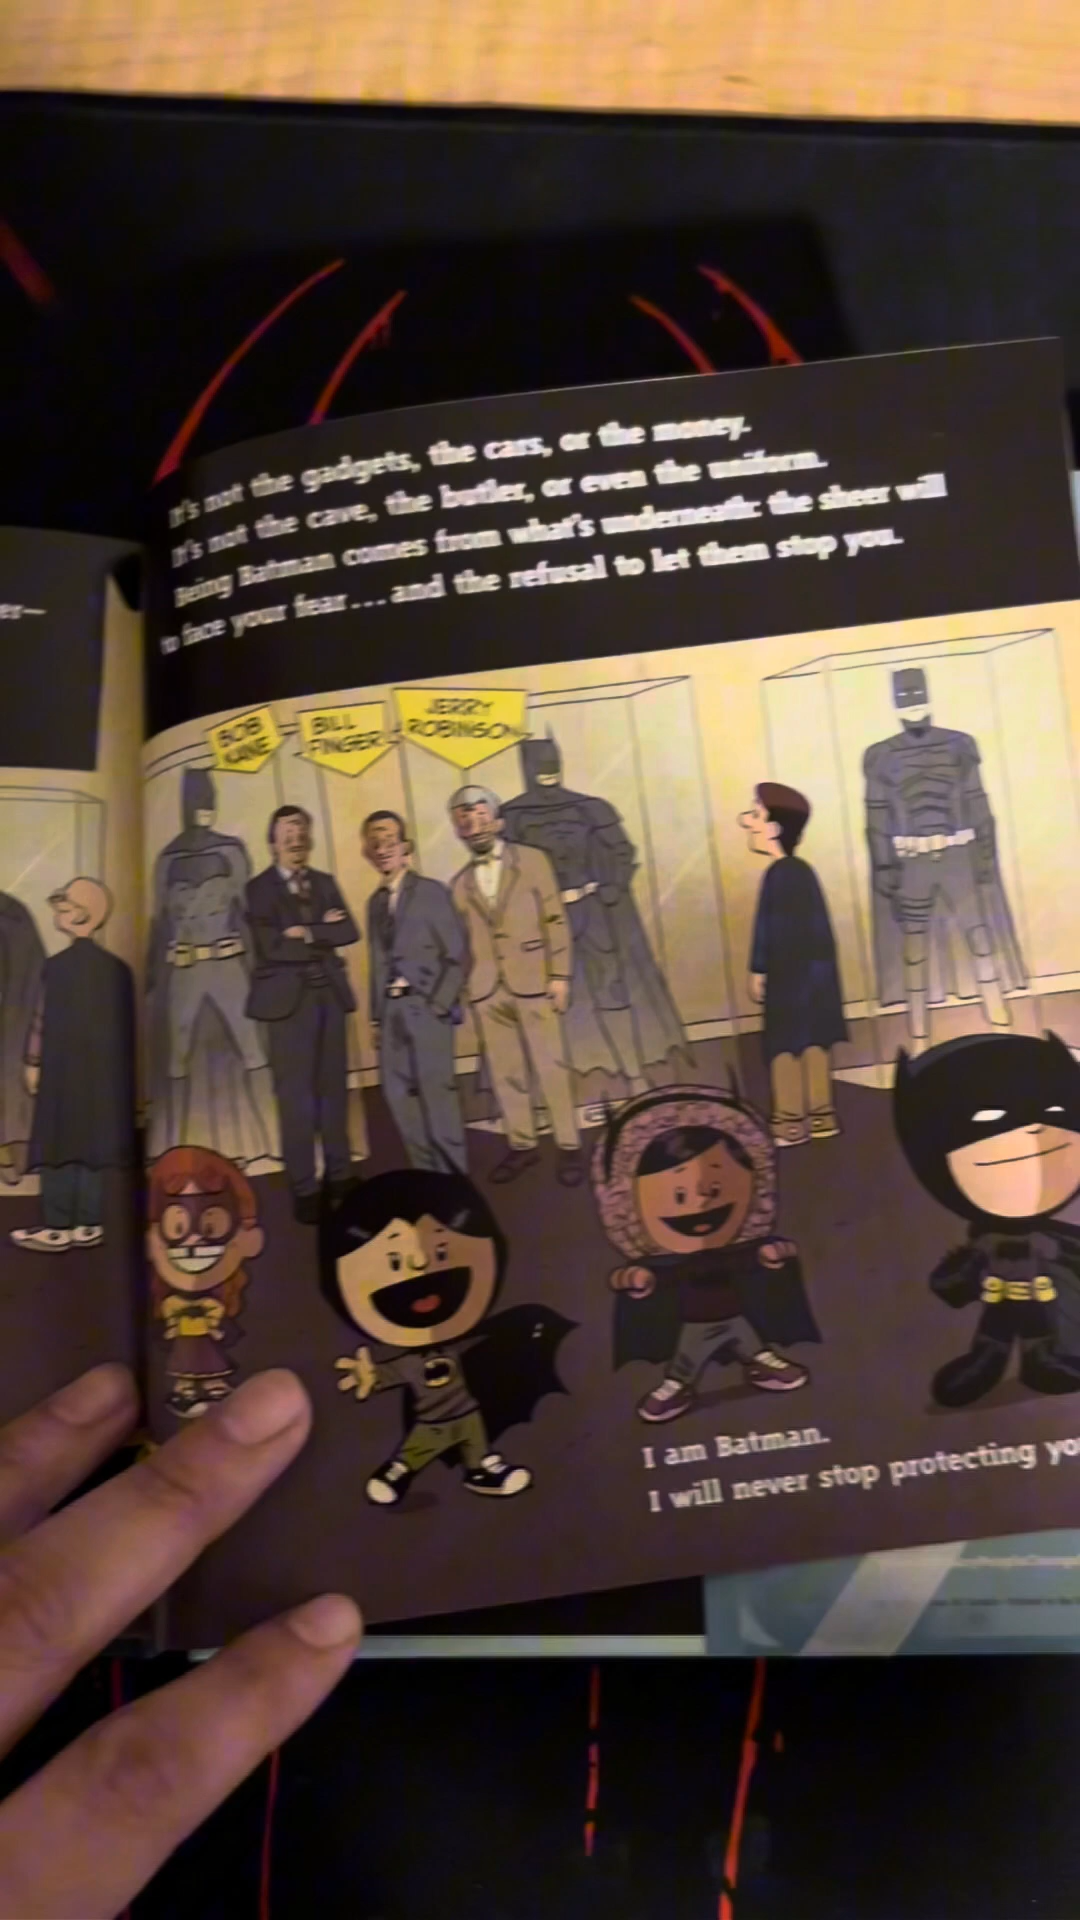 er—
It's not the gadgets, the cars, or the money.
It's not the cave, the butler, or even the uniform.
Being Batman comes from what's underneath: the sheer will
to face your fear... and the refusal to let them stop you.
BOB
KANE
BILL
FINGER
JERRY
ROBINSON
I am Batman.
I will never stop protecting yo